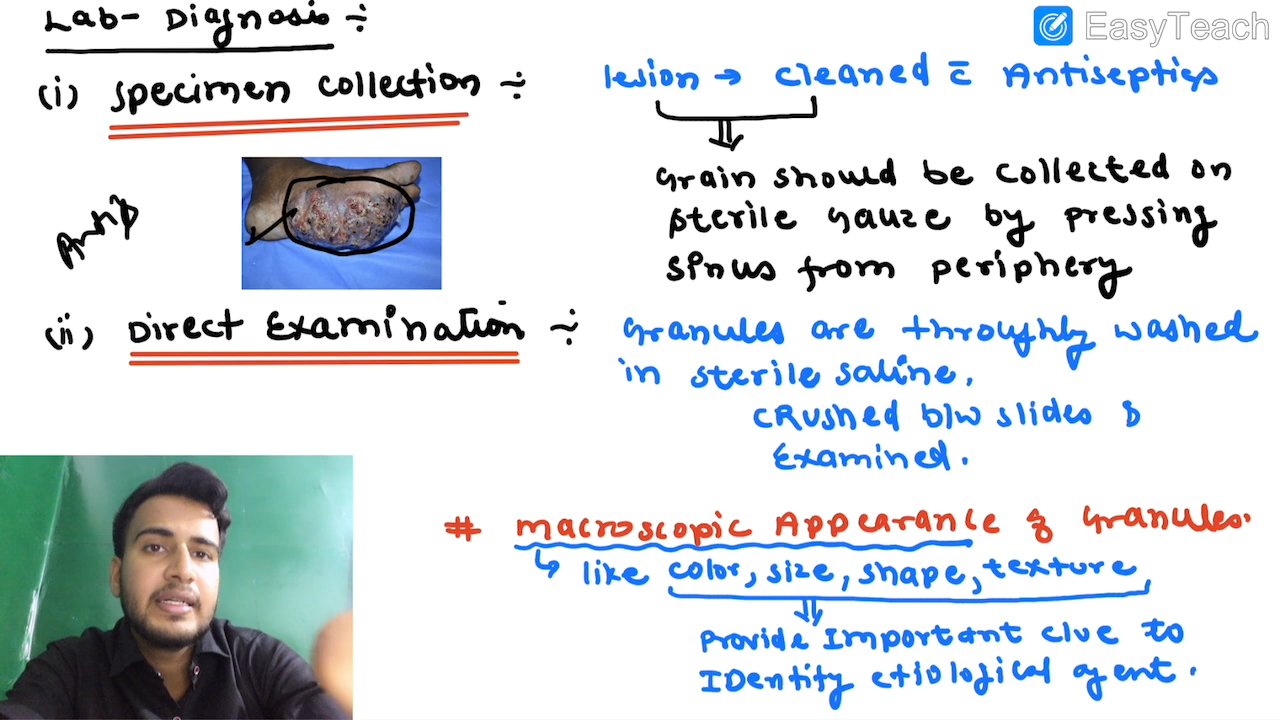 Lab- Diagnosis ÷
EasyTeach
(i) Specimen Collection ÷
lesion → cleaned c̄ Antiseptics
Grain should be collected on
sterile Gauze by pressing
sinus from periphery
(ii) Direct Examination ÷
Granules are throughly washed
in sterile saline,
crushed b/w slides &
Examined.
# macroscopic Appearance of Granules.
↳ like color, size, shape, texture
⇓
Provide Important clue to
IDentity etiological agent.